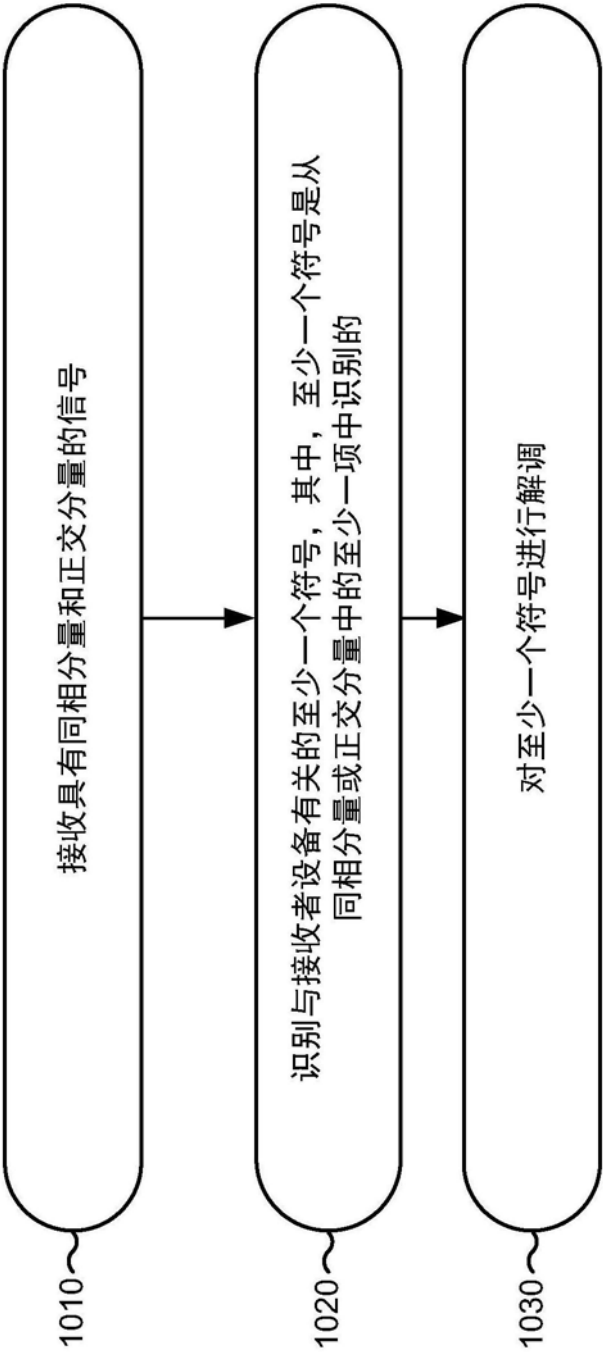 1010
接收具有同相分量和正交分量的信号
1020
识别与接收者设备有关的至少一个符号，其中，至少一个符号是从
同相分量或正交分量中的至少一项中识别的
1030
对至少一个符号进行解调